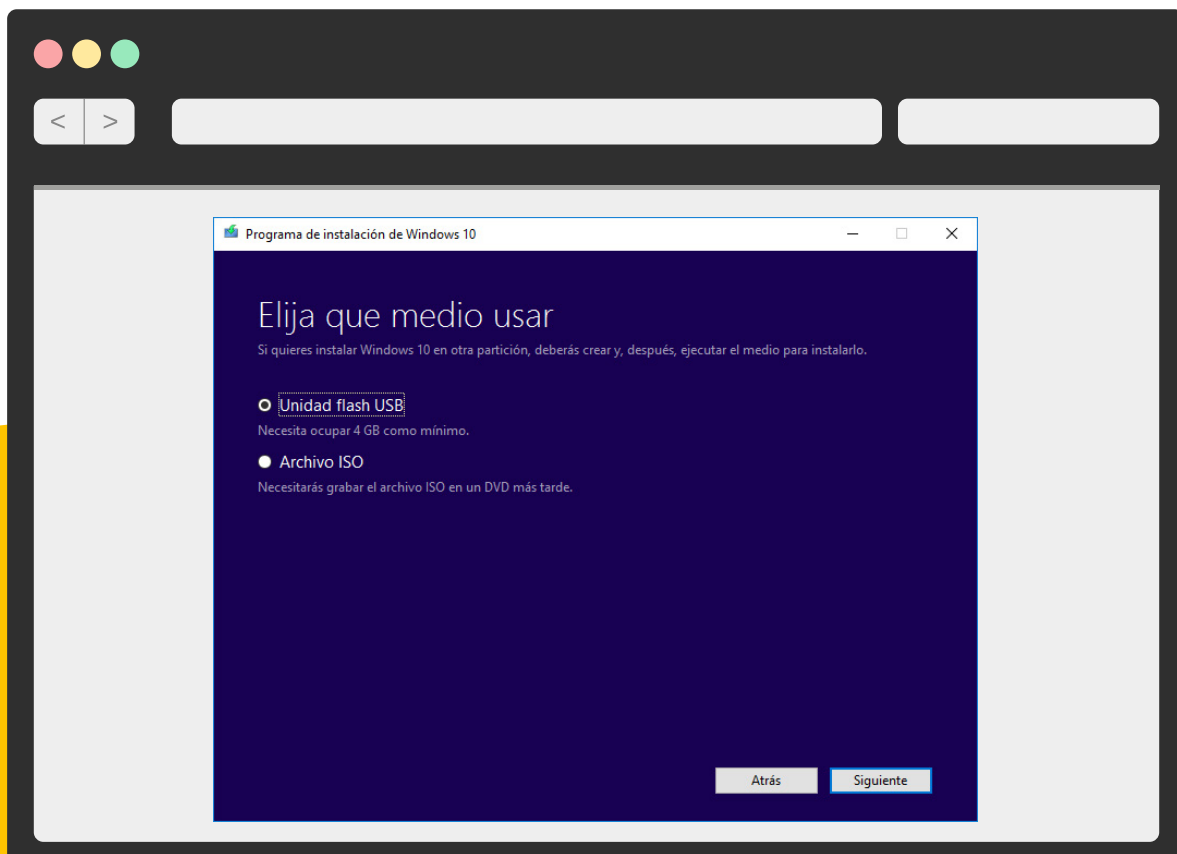 < >
Programa de instalación de Windows 10
Elija que medio usar
Si quieres instalar Windows 10 en otra partición, deberás crear y, después, ejecutar el medio para instalarlo.
Unidad flash USB
Necesita ocupar 4 GB como mínimo.
Archivo ISO
Necesitarás grabar el archivo ISO en un DVD más tarde.
Atrás Siguiente